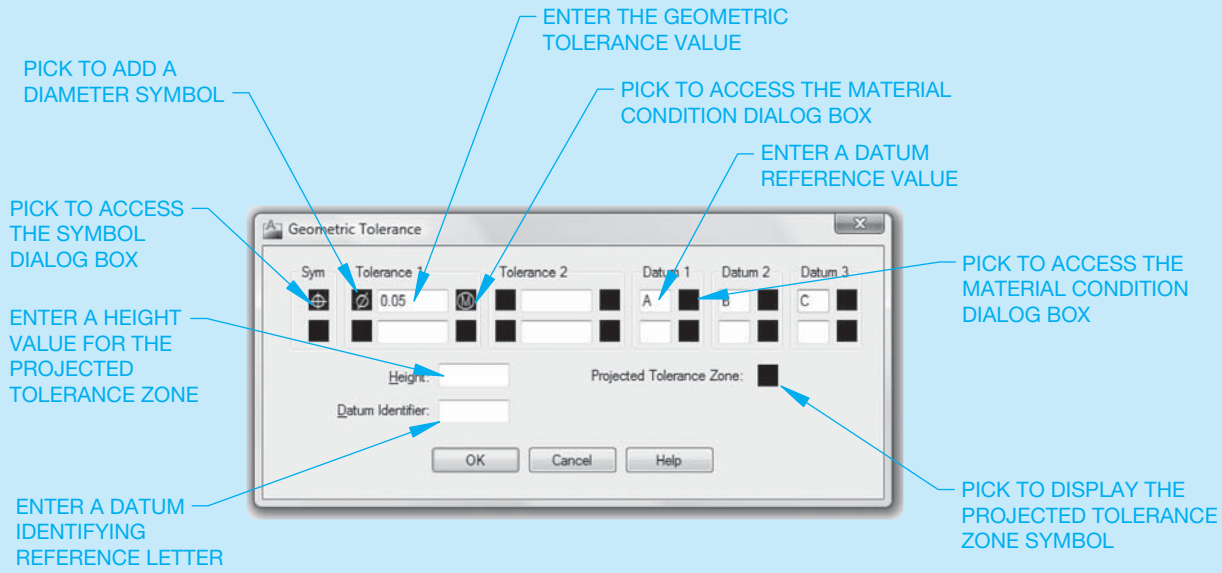 ENTER THE GEOMETRIC
TOLERANCE VALUE
PICK TO ADD A
DIAMETER SYMBOL
PICK TO ACCESS THE MATERIAL
CONDITION DIALOG BOX
ENTER A DATUM
REFERENCE VALUE
PICK TO ACCESS
THE SYMBOL
DIALOG BOX
Geometric Tolerance
Sym Tolerance 1 Tolerance 2 Datum 1 Datum 2 Datum 3
⌖ Ø 0.05 Ⓜ A B C
PICK TO ACCESS THE
MATERIAL CONDITION
DIALOG BOX
ENTER A HEIGHT
VALUE FOR THE
PROJECTED
TOLERANCE ZONE
Height: Projected Tolerance Zone:
Datum Identifier:
OK Cancel Help
ENTER A DATUM
IDENTIFYING
REFERENCE LETTER
PICK TO DISPLAY THE
PROJECTED TOLERANCE
ZONE SYMBOL